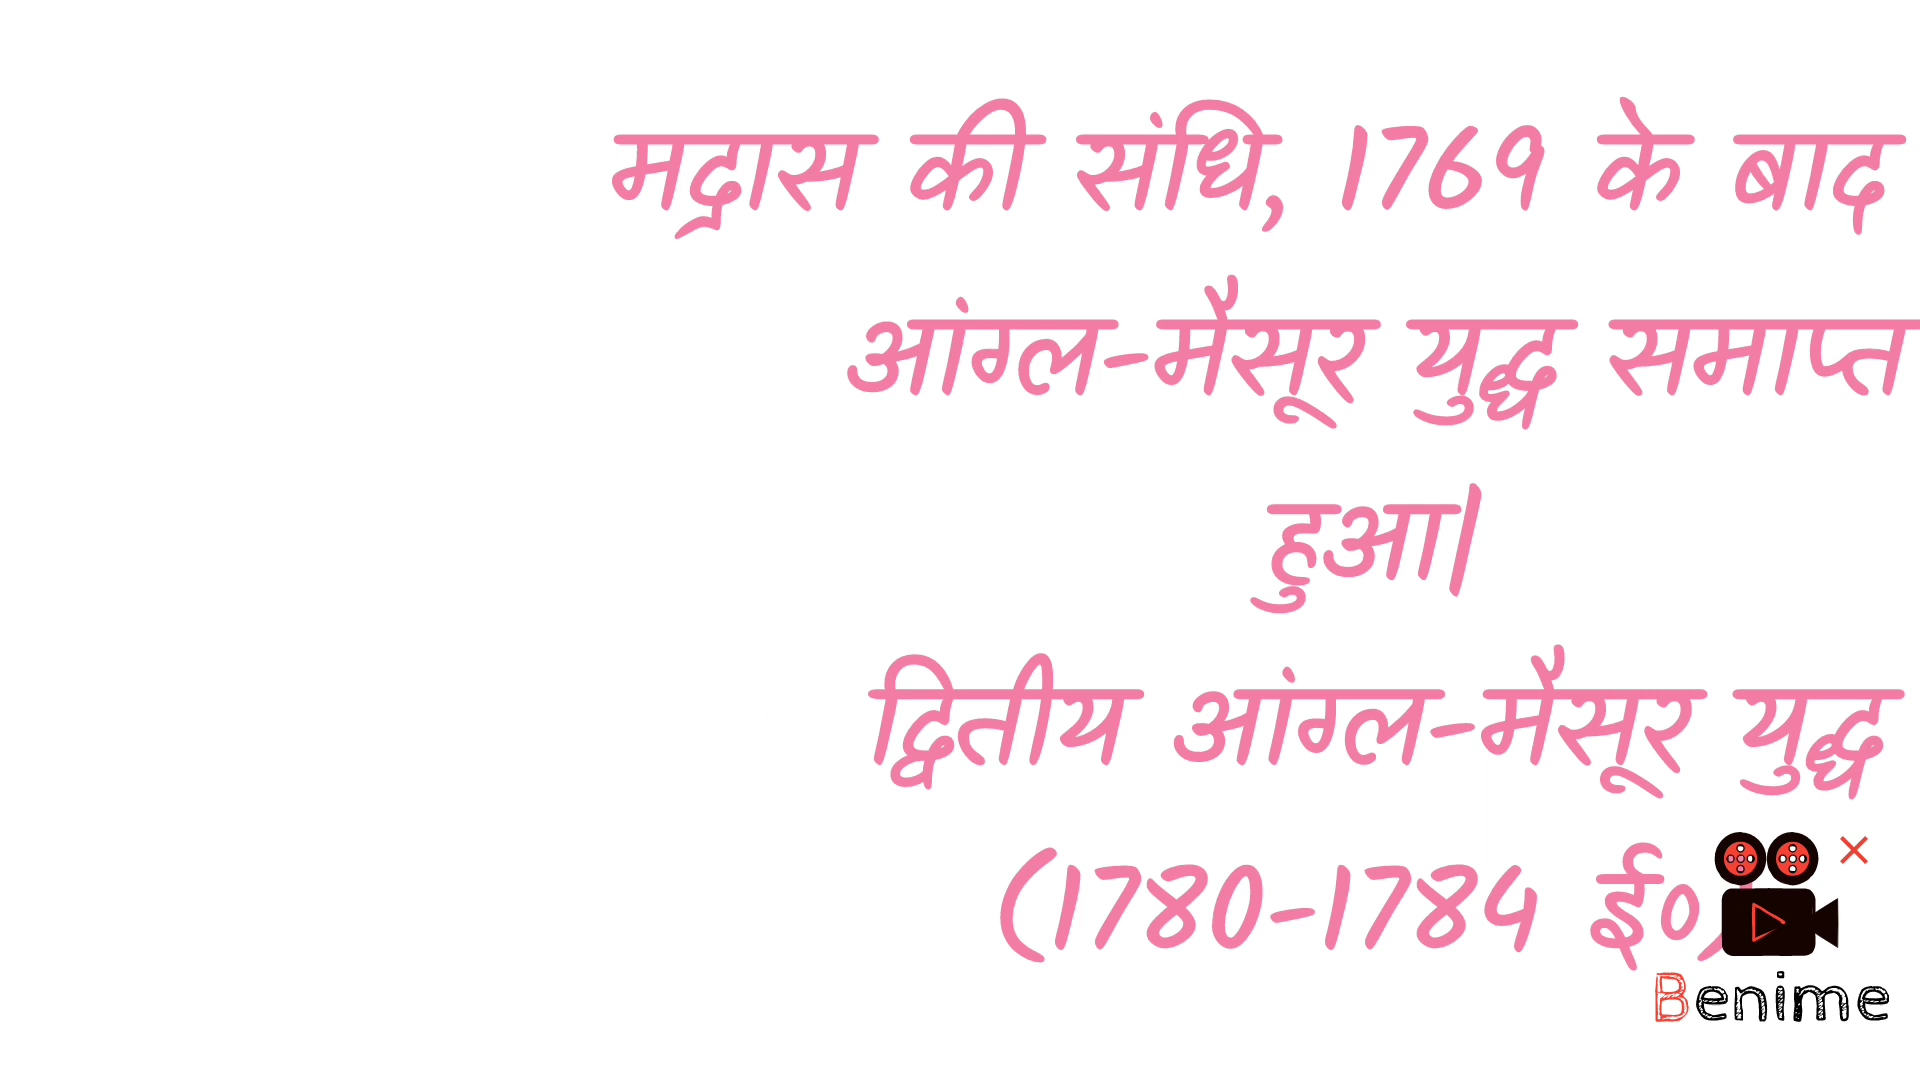 मद्रास की संधि, 1769 के बाद
आंग्ल-मैसूर युद्ध समाप्त
हुआ।
द्वितीय आंग्ल-मैसूर युद्ध
(1780-1784 ई०)
Benime